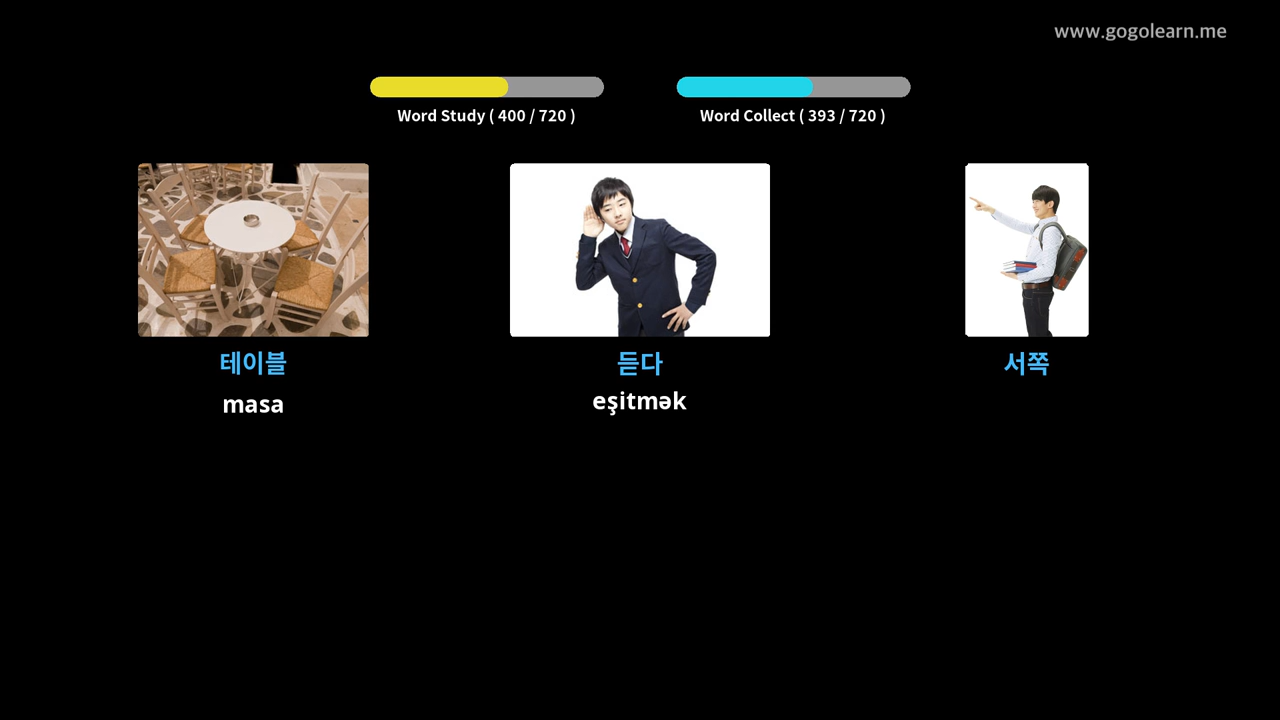 www.gogolearn.me
Word Study ( 400 / 720 )
Word Collect ( 393 / 720 )
테이블
듣다
서쪽
masa
eşitmək